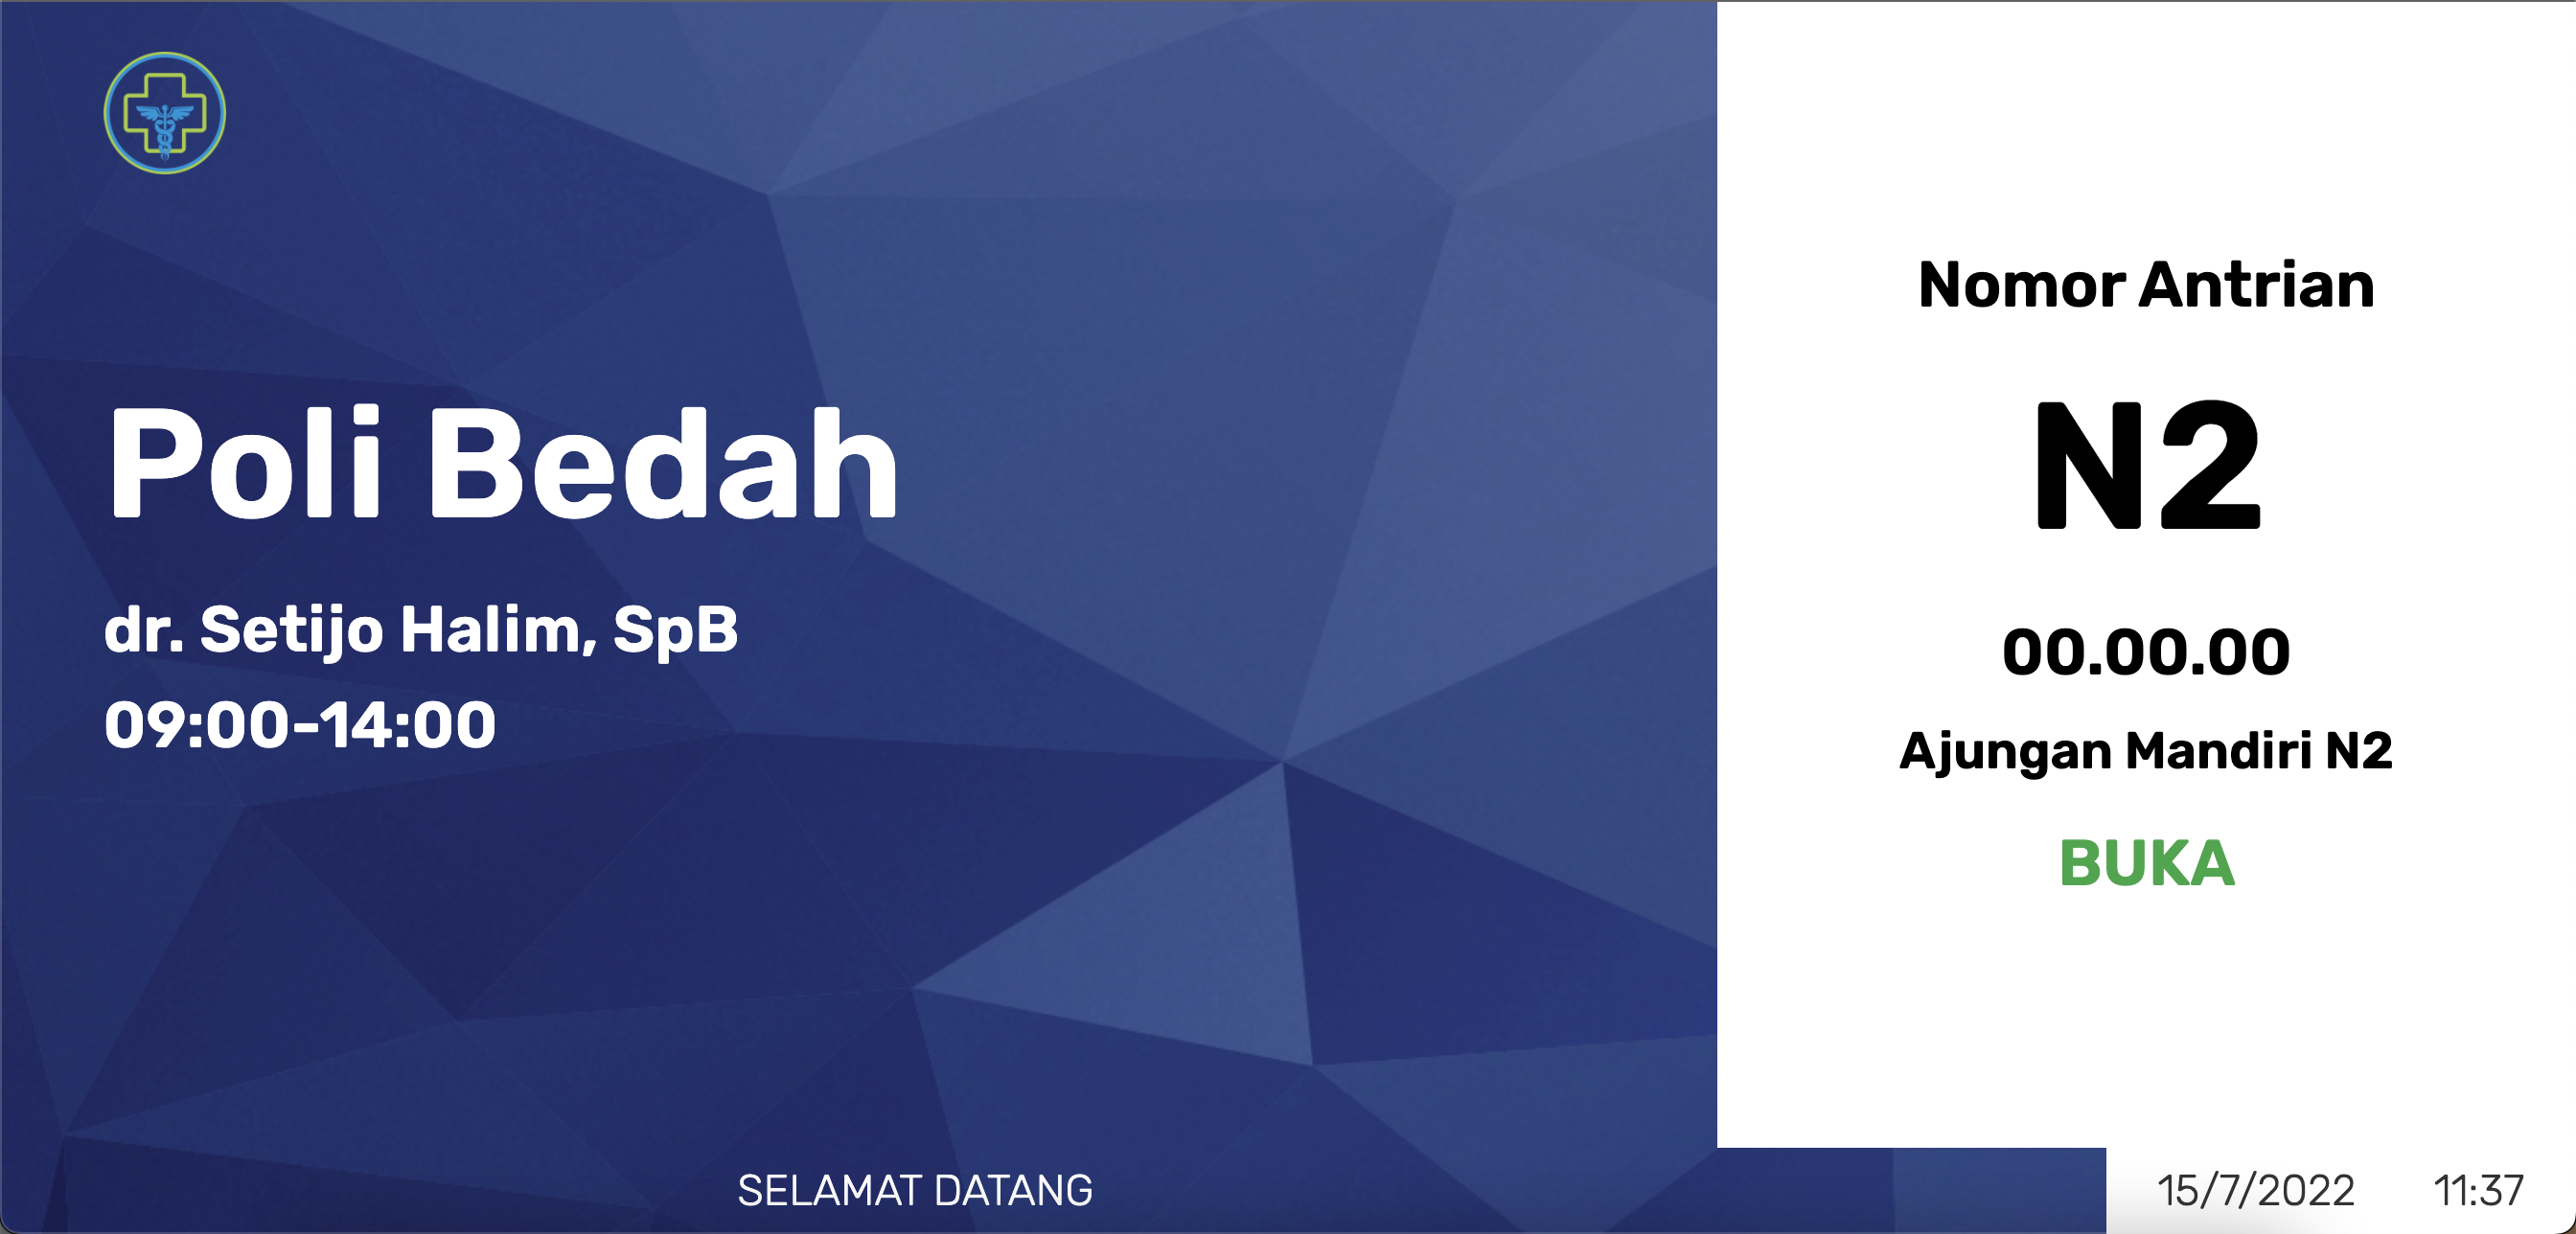 Poli Bedah
dr. Setijo Halim, SpB
09:00-14:00
Nomor Antrian
N2
00.00.00
Ajungan Mandiri N2
BUKA
SELAMAT DATANG
15/7/2022 11:37